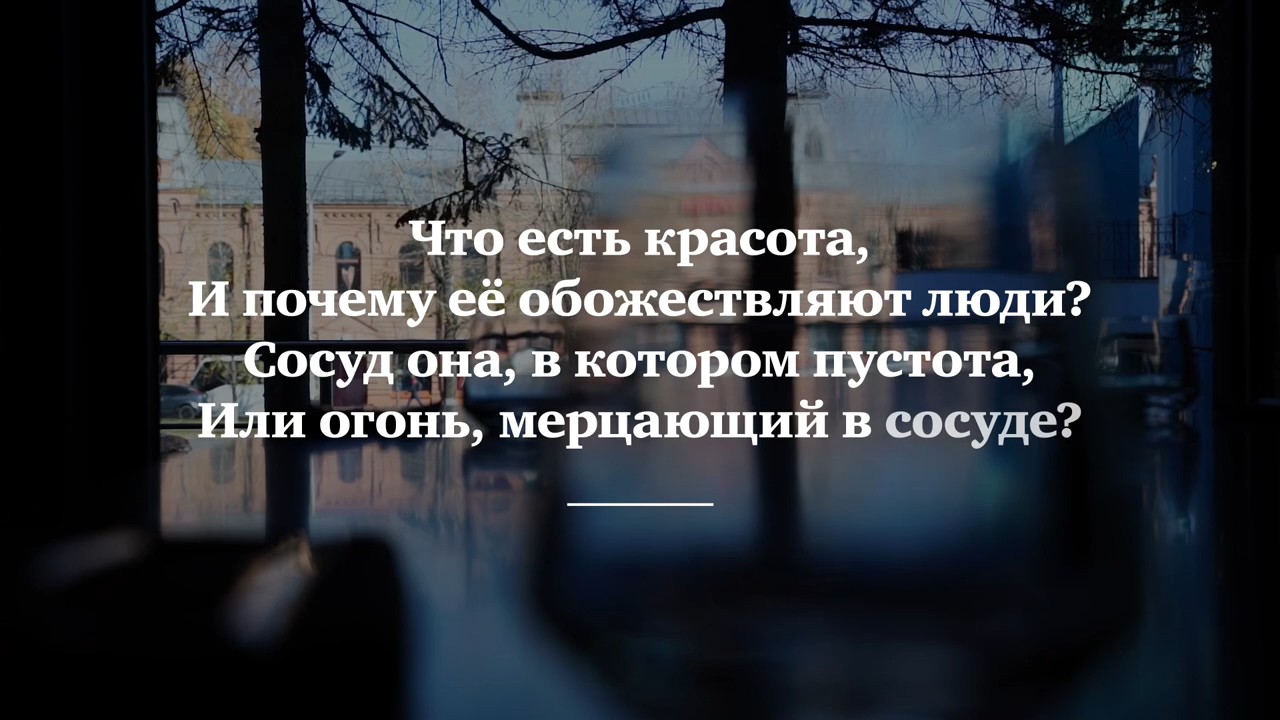 Что есть красота,
И почему её обожествляют люди?
Сосуд она, в котором пустота,
Или огонь, мерцающий в сосуде?